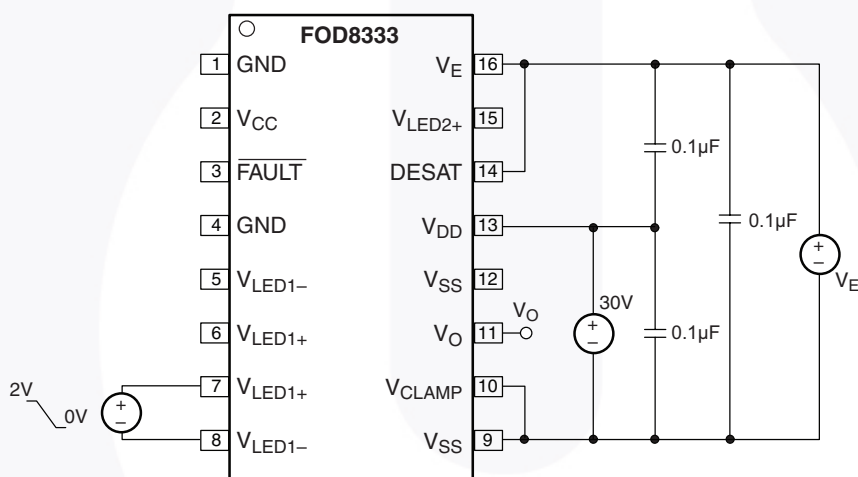 FOD8333
1 GND
2 VCC
3 FAULT
4 GND
5 VLED1–
6 VLED1+
7 VLED1+
8 VLED1–
VE 16
VLED2+ 15
DESAT 14
VDD 13
VSS 12
VO 11
VCLAMP 10
VSS 9
2V
0V
+
–
VO
30V
+
–
0.1µF
0.1µF
0.1µF
+
–
VE